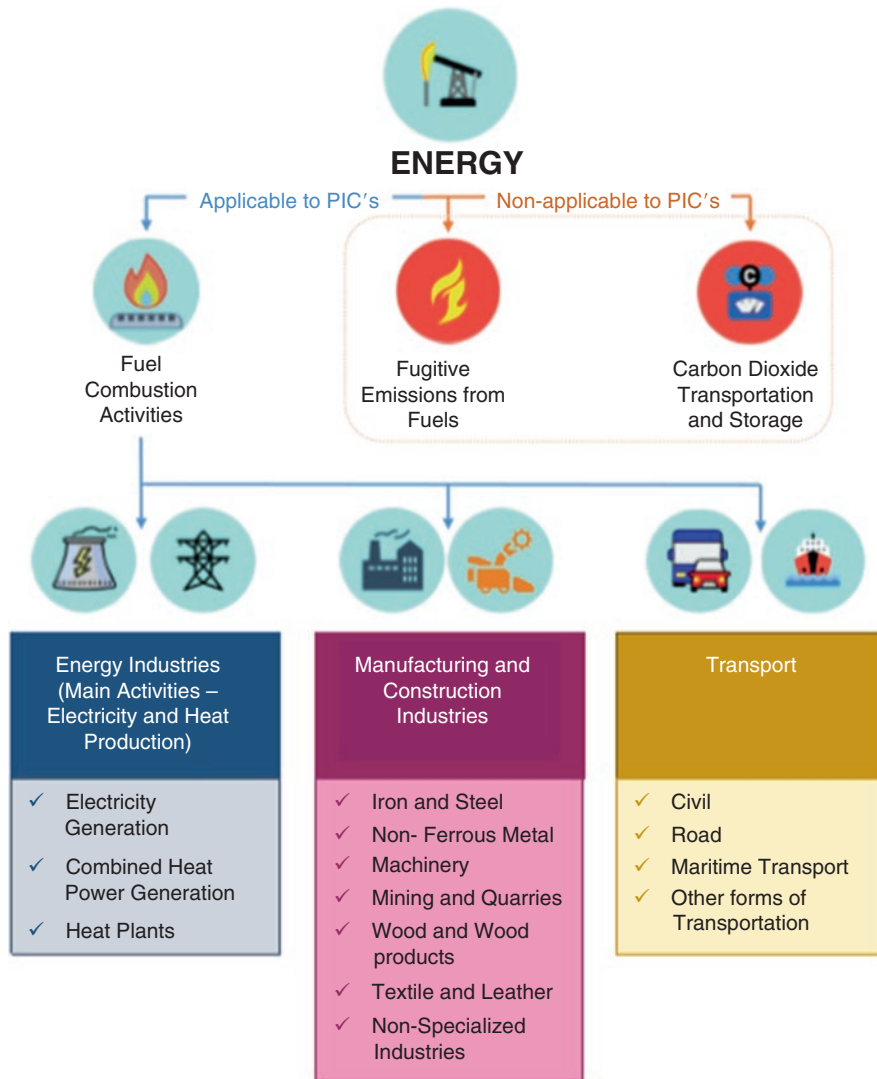 ENERGY
Applicable to PIC's
Non-applicable to PIC's
Fuel
Combustion
Activities
Fugitive
Emissions from
Fuels
C
Carbon Dioxide
Transportation
and Storage
Energy Industries
(Main Activities –
Electricity and Heat
Production)
✓ Electricity
Generation
✓ Combined Heat
Power Generation
✓ Heat Plants
Manufacturing and
Construction
Industries
✓ Iron and Steel
✓ Non- Ferrous Metal
✓ Machinery
✓ Mining and Quarries
✓ Wood and Wood
products
✓ Textile and Leather
✓ Non-Specialized
Industries
Transport
✓ Civil
✓ Road
✓ Maritime Transport
✓ Other forms of
Transportation